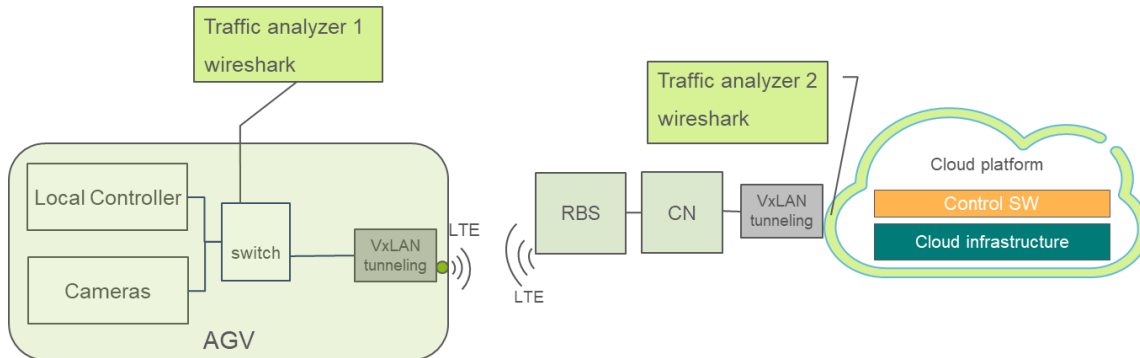 Traffic analyzer 1
wireshark
Traffic analyzer 2
wireshark
Local Controller
Cameras
switch
VxLAN
tunneling
LTE
AGV
LTE
RBS
CN
VxLAN
tunneling
Cloud platform
Control SW
Cloud infrastructure